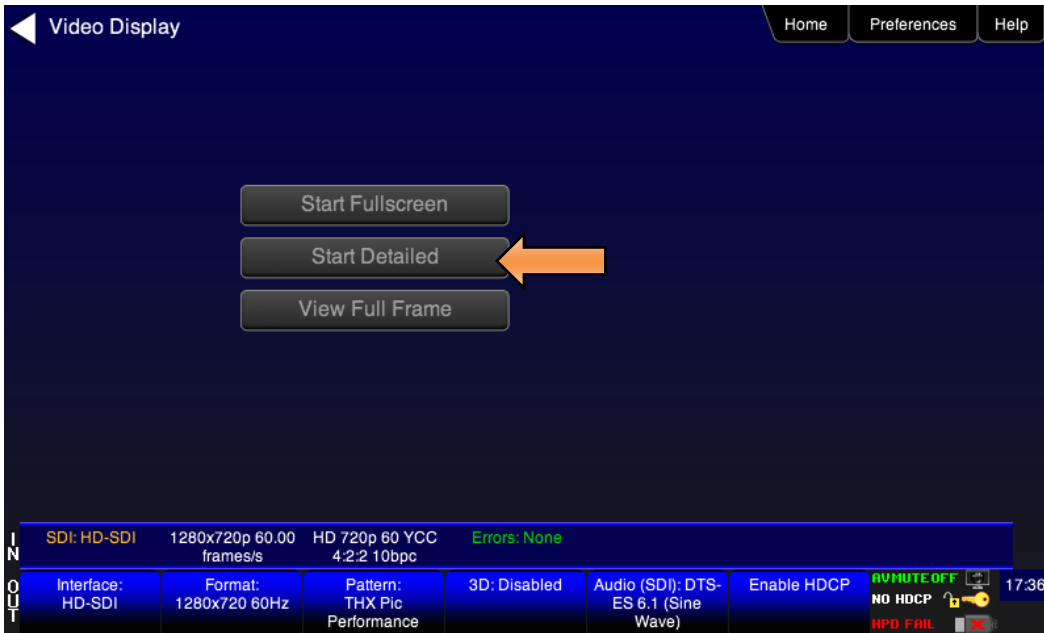 Video Display
Home
Preferences
Help
Start Fullscreen
Start Detailed
View Full Frame
IN
SDI: HD-SDI
1280x720p 60.00
frames/s
HD 720p 60 YCC
4:2:2 10bpc
Errors: None
OUT
Interface:
HD-SDI
Format:
1280x720 60Hz
Pattern:
THX Pic
Performance
3D: Disabled
Audio (SDI): DTS-
ES 6.1 (Sine
Wave)
Enable HDCP
AVMUTE OFF
NO HDCP
HPD FAIL
17:36